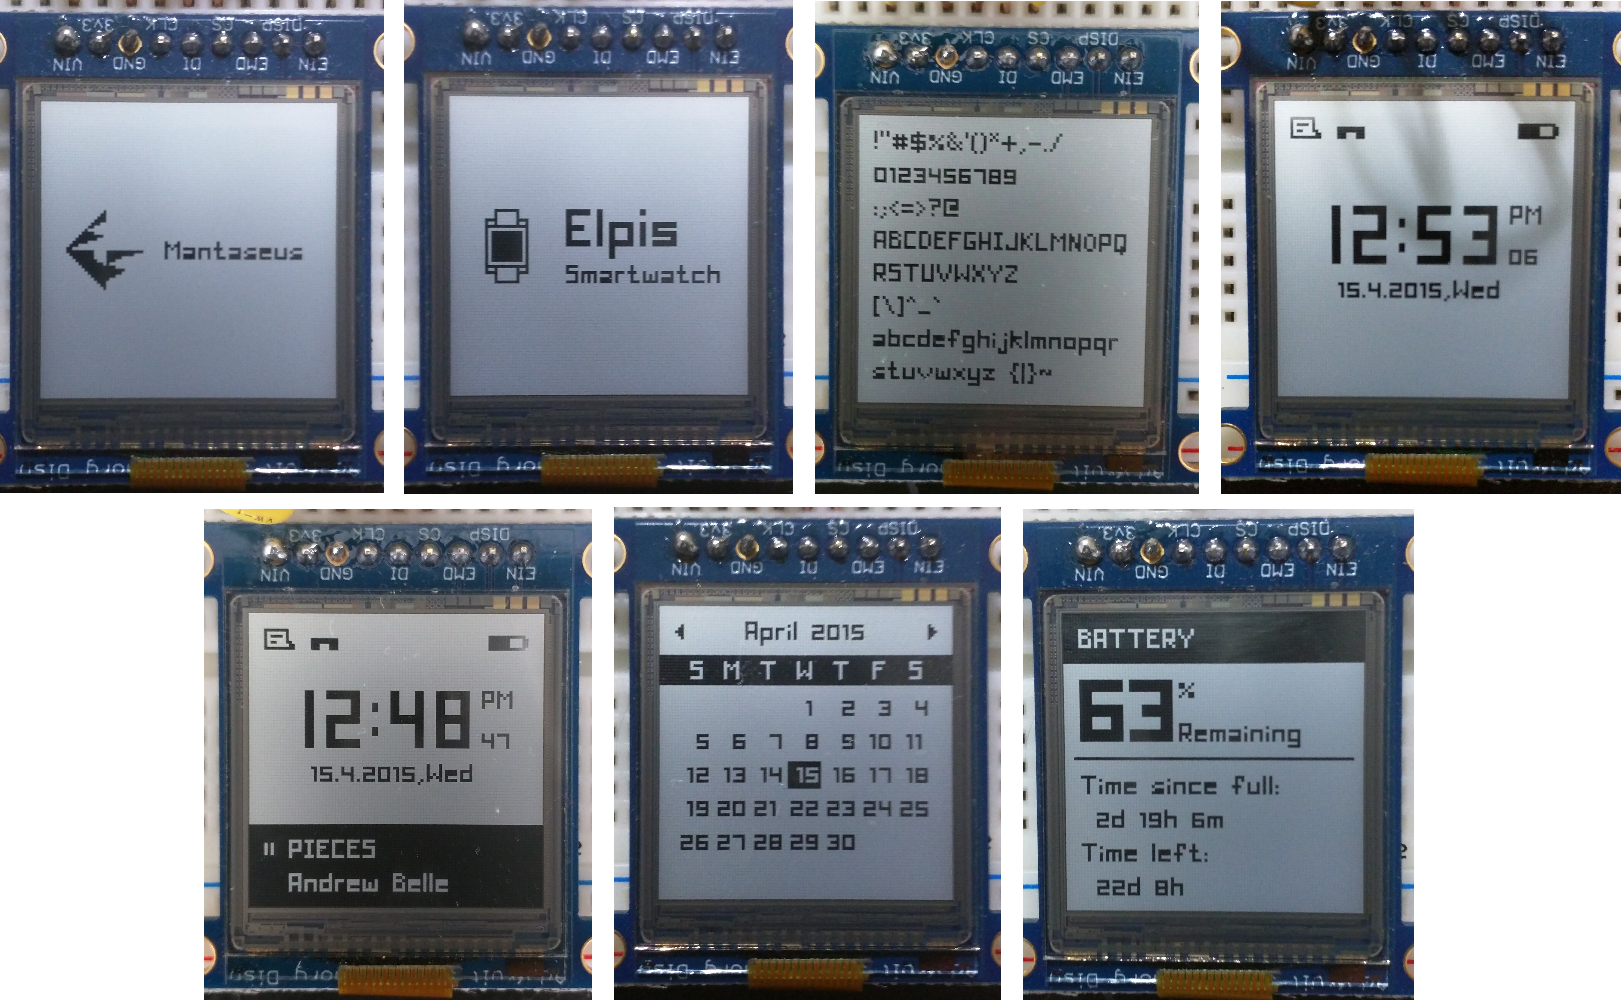 3v3 CLK CS DISP
VIN GND DI EMD EIN
Mantaseus
3v3 CLK CS DISP
VIN GND DI EMD EIN
Elpis
Smartwatch
3v3 CLK CS DISP
VIN GND DI EMD EIN
!"#$%&'()*+,-./
0123456789
:;<=>?@
ABCDEFGHIJKLMNOPQ
RSTUVWXYZ
[\]^_`
abcdefghijklmnopqr
stuvwxyz {|}~
3v3 CLK CS DISP
VIN GND DI EMD EIN
12:53 PM
06
15.4.2015,Wed
3v3 CLK CS DISP
VIN GND DI EMD EIN
12:48 PM
47
15.4.2015,Wed
PIECES
Andrew Belle
3v3 CLK CS DISP
VIN GND DI EMD EIN
April 2015
S M T W T F S
1 2 3 4
5 6 7 8 9 10 11
12 13 14 15 16 17 18
19 20 21 22 23 24 25
26 27 28 29 30
3v3 CLK CS DISP
VIN GND DI EMD EIN
BATTERY
63%
Remaining
Time since full:
2d 19h 6m
Time left:
22d 8h